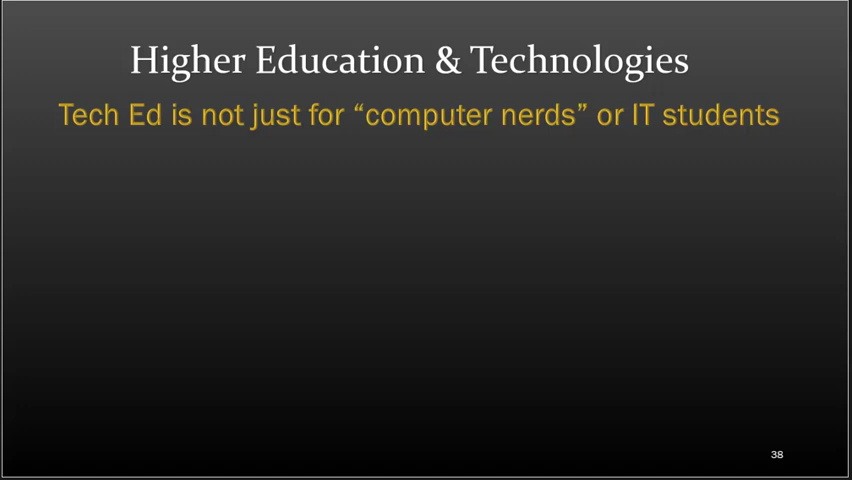 Higher Education & Technologies
Tech Ed is not just for “computer nerds” or IT students
38